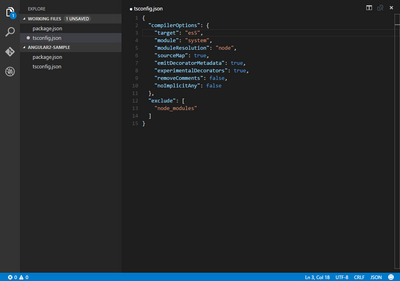 EXPLORE
WORKING FILES 1 UNSAVED
package.json
tsconfig.json
ANGULAR2-SAMPLE
package.json
tsconfig.json
tsconfig.json
1 {
2 "compilerOptions": {
3 "target": "es5",
4 "module": "system",
5 "moduleResolution": "node",
6 "sourceMap": true,
7 "emitDecoratorMetadata": true,
8 "experimentalDecorators": true,
9 "removeComments": false,
10 "noImplicitAny": false
11 },
12 "exclude": [
13 "node_modules"
14 ]
15 }
0 0
Ln 3, Col 18 UTF-8 CRLF JSON